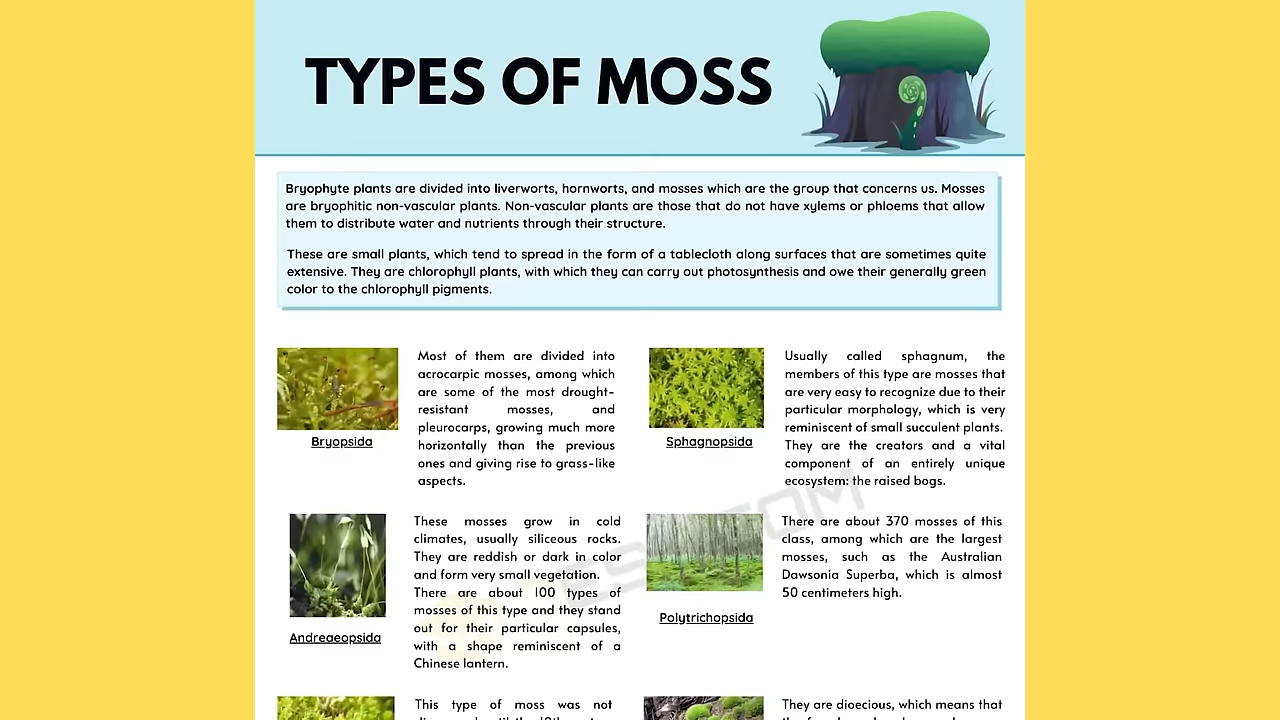 TYPES OF MOSS
Bryophyte plants are divided into liverworts, hornworts, and mosses which are the group that concerns us. Mosses
are bryophitic non-vascular plants. Non-vascular plants are those that do not have xylems or phloems that allow
them to distribute water and nutrients through their structure.
These are small plants, which tend to spread in the form of a tablecloth along surfaces that are sometimes quite
extensive. They are chlorophyll plants, with which they can carry out photosynthesis and owe their generally green
color to the chlorophyll pigments.
Bryopsida
Most of them are divided into
acrocarpic mosses, among which
are some of the most drought-
resistant mosses, and
pleurocarps, growing much more
horizontally than the previous
ones and giving rise to grass-like
aspects.
Sphagnopsida
Usually called sphagnum, the
members of this type are mosses that
are very easy to recognize due to their
particular morphology, which is very
reminiscent of small succulent plants.
They are the creators and a vital
component of an entirely unique
ecosystem: the raised bogs.
Andreaeopsida
These mosses grow in cold
climates, usually siliceous rocks.
They are reddish or dark in color
and form very small vegetation.
There are about 100 types of
mosses of this type and they stand
out for their particular capsules,
with a shape reminiscent of a
Chinese lantern.
Polytrichopsida
There are about 370 mosses of this
class, among which are the largest
mosses, such as the Australian
Dawsonia Superba, which is almost
50 centimeters high.
This type of moss was not
They are dioecious, which means that